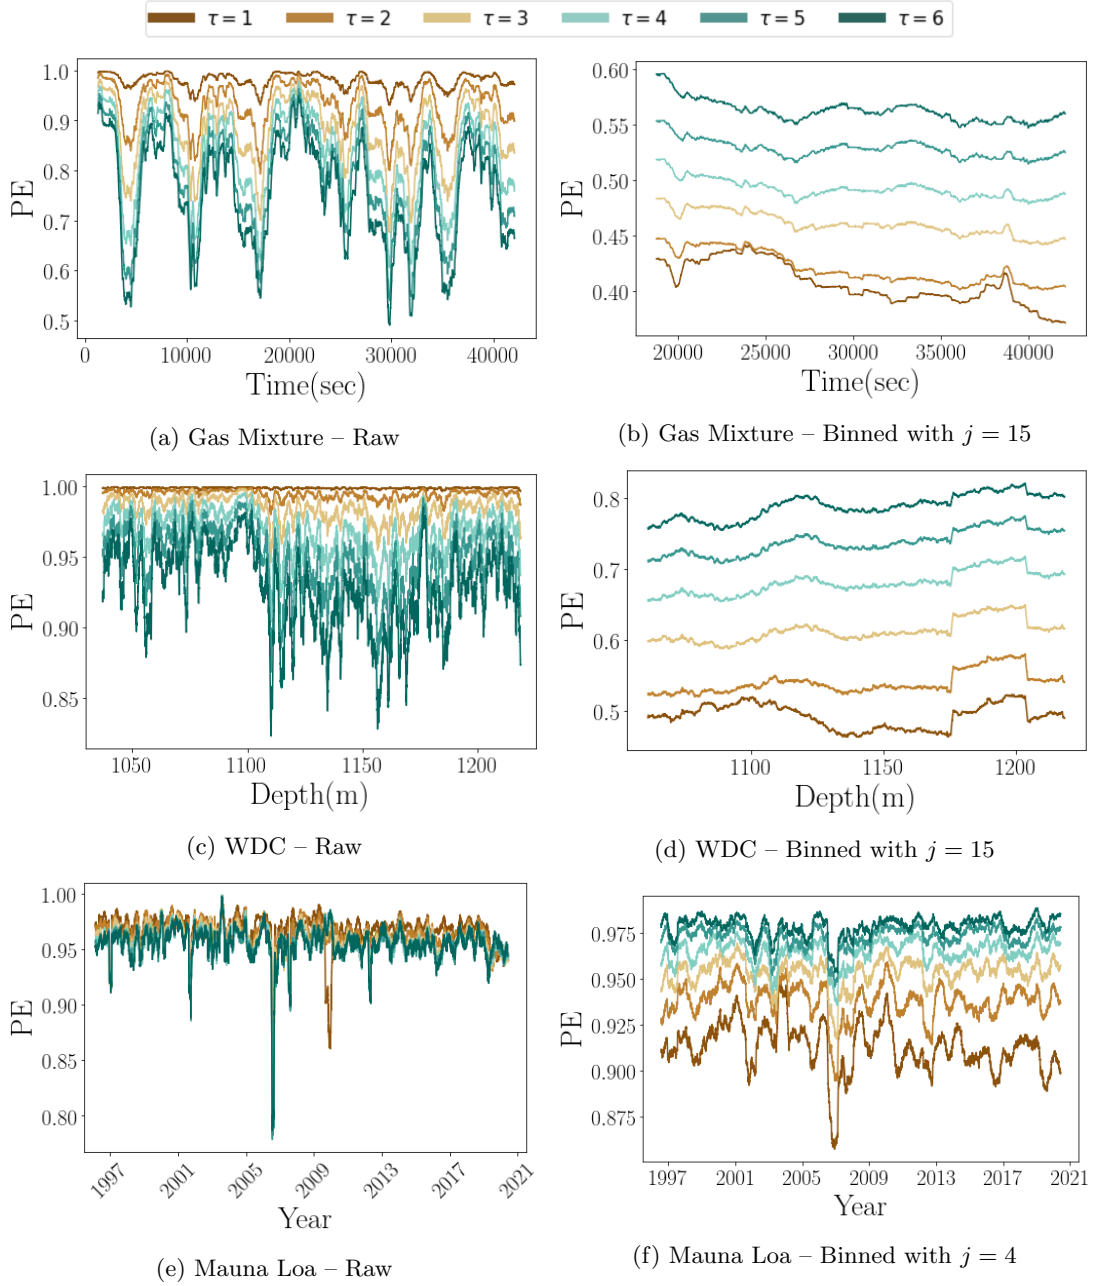 τ = 1 τ = 2 τ = 3 τ = 4 τ = 5 τ = 6
1.0
0.9
0.8
0.7
0.6
0.5
PE
0 10000 20000 30000 40000
Time(sec)
(a) Gas Mixture – Raw
0.60
0.55
0.50
0.45
0.40
PE
20000 25000 30000 35000 40000
Time(sec)
(b) Gas Mixture – Binned with j = 15
1.00
0.95
0.90
0.85
PE
1050 1100 1150 1200
Depth(m)
(c) WDC – Raw
0.8
0.7
0.6
0.5
PE
1100 1150 1200
Depth(m)
(d) WDC – Binned with j = 15
1.00
0.95
0.90
0.85
0.80
PE
1997 2001 2005 2009 2013 2017 2021
Year
(e) Mauna Loa – Raw
0.975
0.950
0.925
0.900
0.875
PE
1997 2001 2005 2009 2013 2017 2021
Year
(f) Mauna Loa – Binned with j = 4